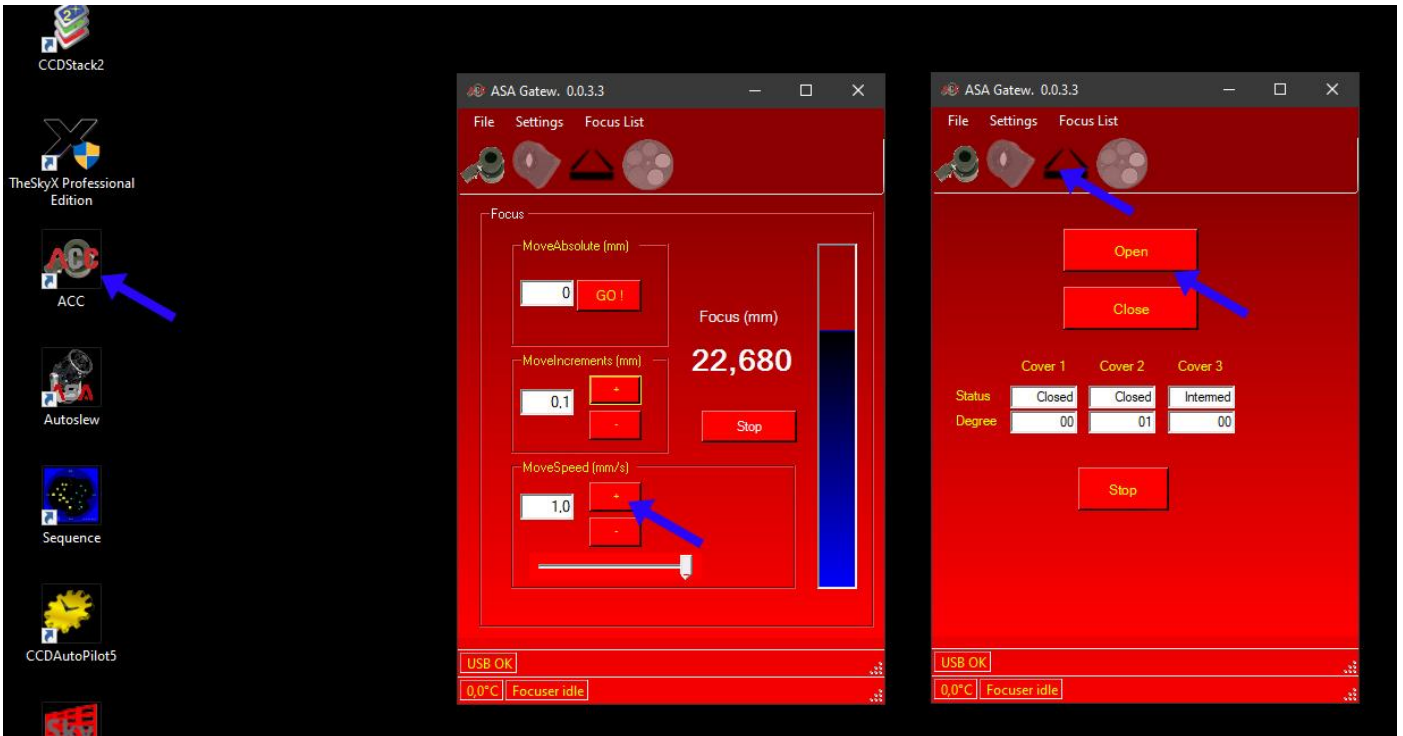 CCDStack2
TheSkyX Professional
Edition
ACC
ACC
ASA
Autoslew
Sequence
CCDAutoPilot5
Sky
ASA Gatew. 0.0.3.3
File Settings Focus List
Focus
MoveAbsolute (mm)
0 GO !
MoveIncrements (mm)
0,1
+
-
Focus (mm)
22,680
Stop
MoveSpeed (mm/s)
1,0
+
-
USB OK
0,0°C Focuser idle
ASA Gatew. 0.0.3.3
File Settings Focus List
Open
Close
Cover 1 Cover 2 Cover 3
Status Closed Closed Intermed
Degree 00 01 00
Stop
USB OK
0,0°C Focuser idle